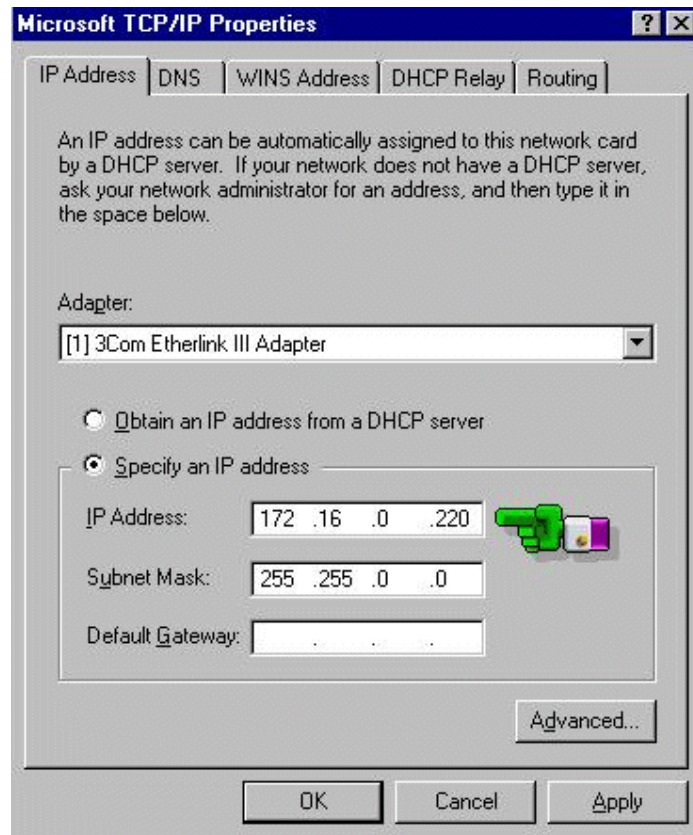 Microsoft TCP/IP Properties
IP Address DNS WINS Address DHCP Relay Routing
An IP address can be automatically assigned to this network card
by a DHCP server. If your network does not have a DHCP server,
ask your network administrator for an address, and then type it in
the space below.
Adapter:
[1] 3Com Etherlink III Adapter
Obtain an IP address from a DHCP server
Specify an IP address
IP Address: 172 .16 .0 .220
Subnet Mask: 255 .255 .0 .0
Default Gateway: . . .
Advanced...
OK Cancel Apply